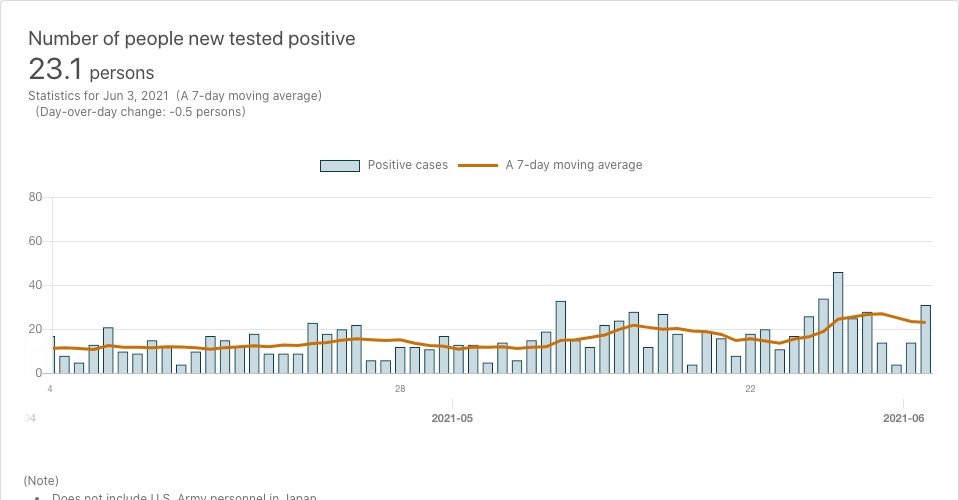 Number of people new tested positive
23.1 persons
Statistics for Jun 3, 2021 (A 7-day moving average)
(Day-over-day change: -0.5 persons)
Positive cases A 7-day moving average
80
60
40
20
0
4 28 22
04 2021-05 2021-06
(Note)
• Does not include U.S. Army personnel in Japan